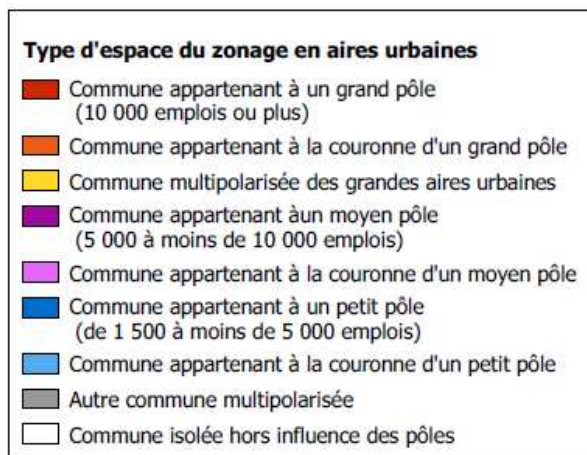 Type d'espace du zonage en aires urbaines
Commune appartenant à un grand pôle
(10 000 emplois ou plus)
Commune appartenant à la couronne d'un grand pôle
Commune multipolarisée des grandes aires urbaines
Commune appartenant àun moyen pôle
(5 000 à moins de 10 000 emplois)
Commune appartenant à la couronne d'un moyen pôle
Commune appartenant à un petit pôle
(de 1 500 à moins de 5 000 emplois)
Commune appartenant à la couronne d'un petit pôle
Autre commune multipolarisée
Commune isolée hors influence des pôles